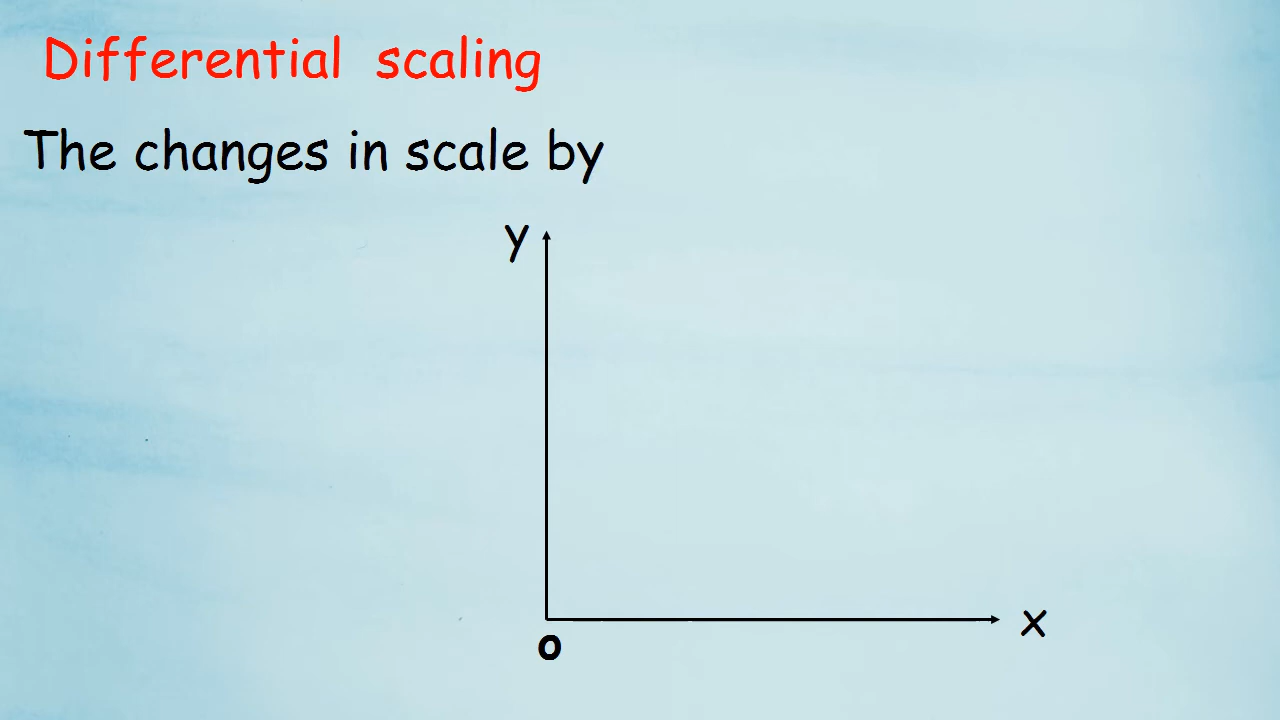 Differential scaling
The changes in scale by
y
x
o